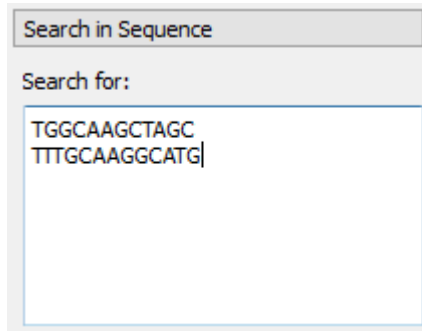 Search in Sequence
Search for:
TGGCAAGCTAGC
TTTGCAAGGCATG